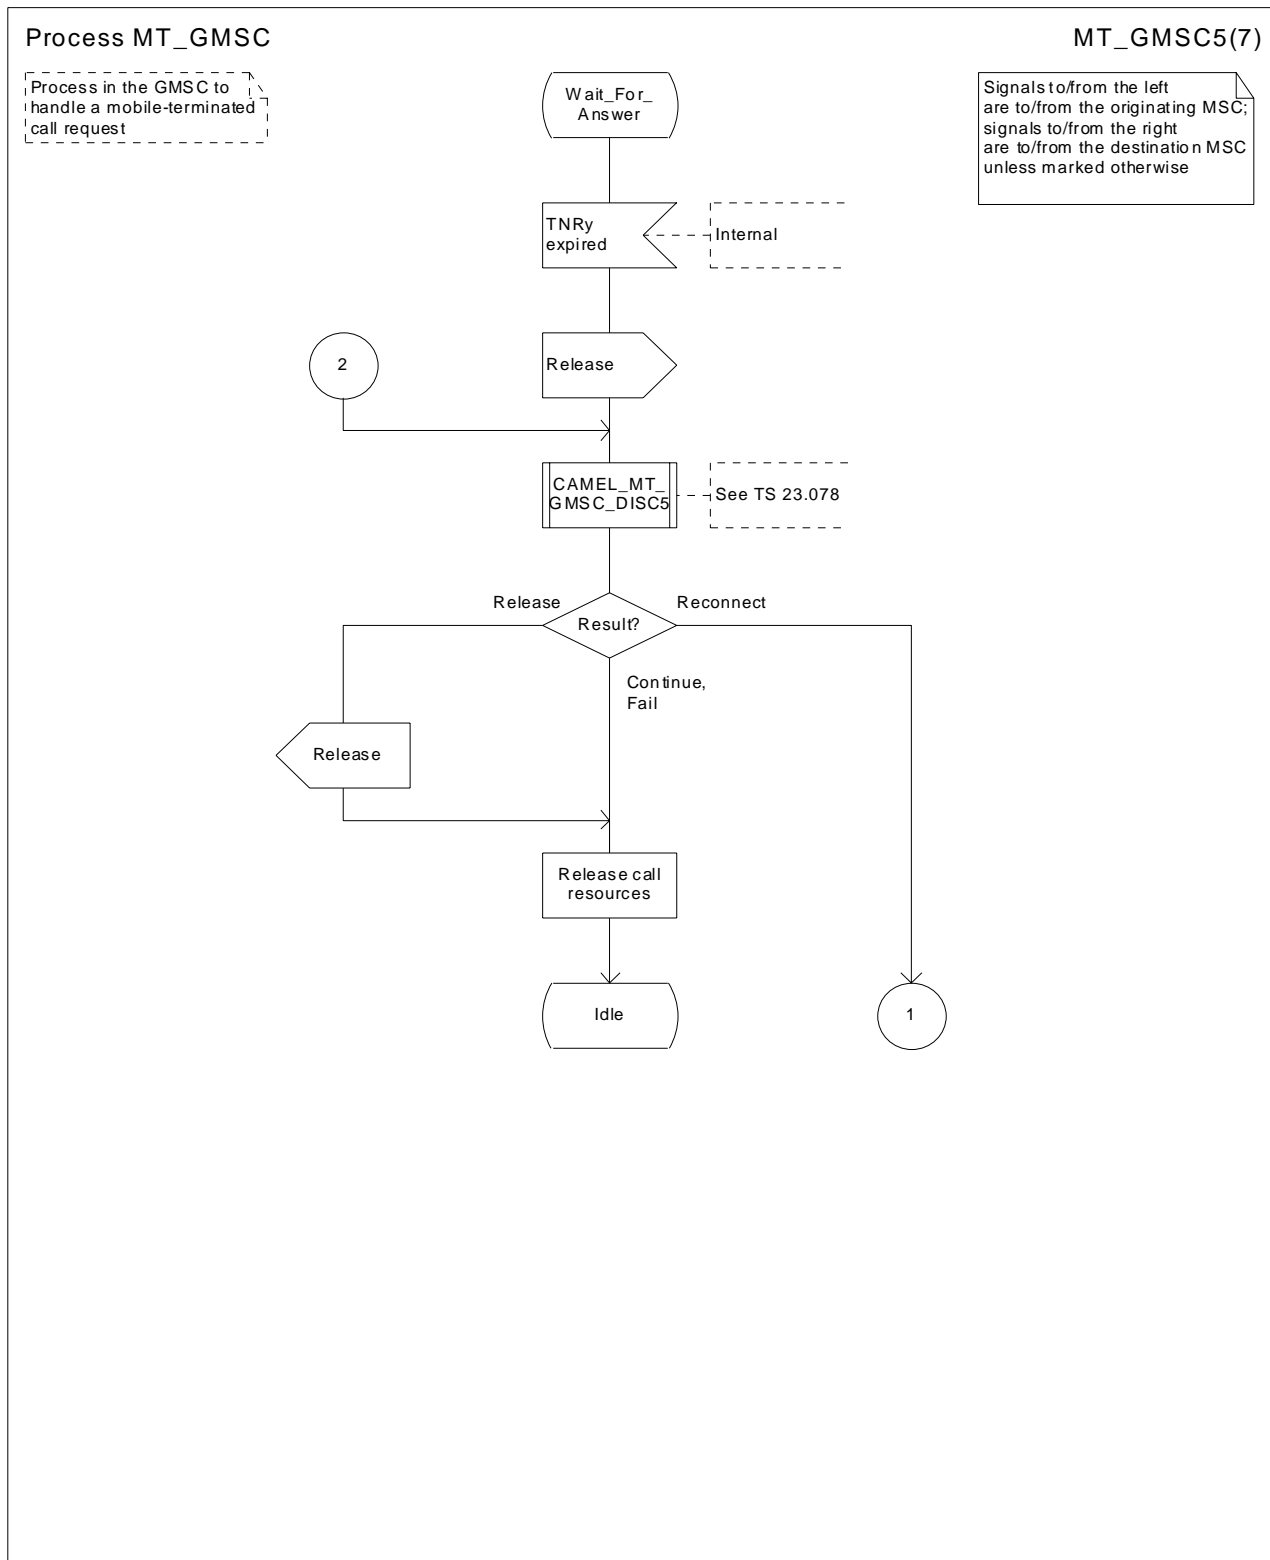 Process MT_GMSC
MT_GMSC5(7)
Process in the GMSC to
handle a mobile-terminated
call request
Signals to/from the left
are to/from the originating MSC;
signals to/from the right
are to/from the destination MSC
unless marked otherwise
Wait_For_
Answer
TNRy
expired
Internal
2
Release
CAMEL_MT_
GMSC_DISC5
See TS 23.078
Release
Result?
Reconnect
Continue,
Fail
Release
Release call
resources
Idle
1